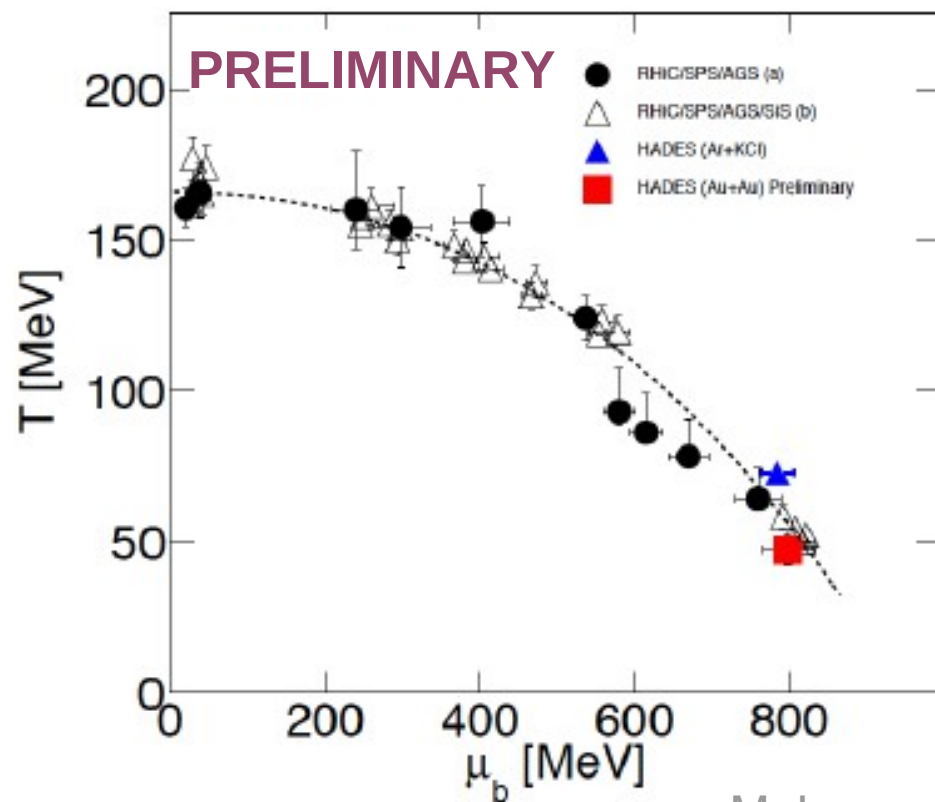 PRELIMINARY
RHIC/SPS/AGS (a)
RHIC/SPS/AGS/SIS (b)
HADES (Ar+KCl)
HADES (Au+Au) Preliminary
T [MeV]
200
150
100
50
0
0 200 400 600 800
μb [MeV]